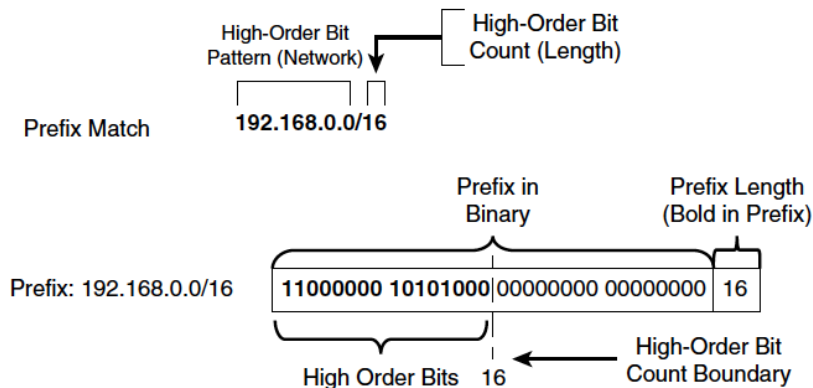 High-Order Bit
Pattern (Network)
High-Order Bit
Count (Length)
Prefix Match
192.168.0.0/16
Prefix in
Binary
Prefix Length
(Bold in Prefix)
Prefix: 192.168.0.0/16
11000000 10101000 00000000 00000000 16
High Order Bits
16
High-Order Bit
Count Boundary